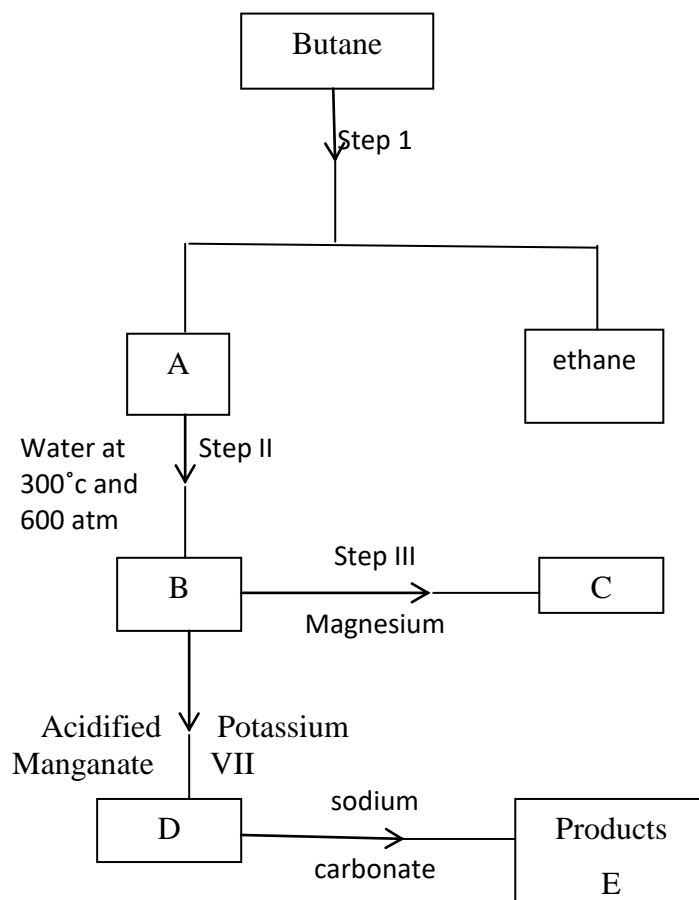 Butane
Step 1
A
ethane
Water at
300˚c and
600 atm
Step II
B
Step III
Magnesium
C
Acidified Potassium
Manganate VII
D
sodium
carbonate
Products
E